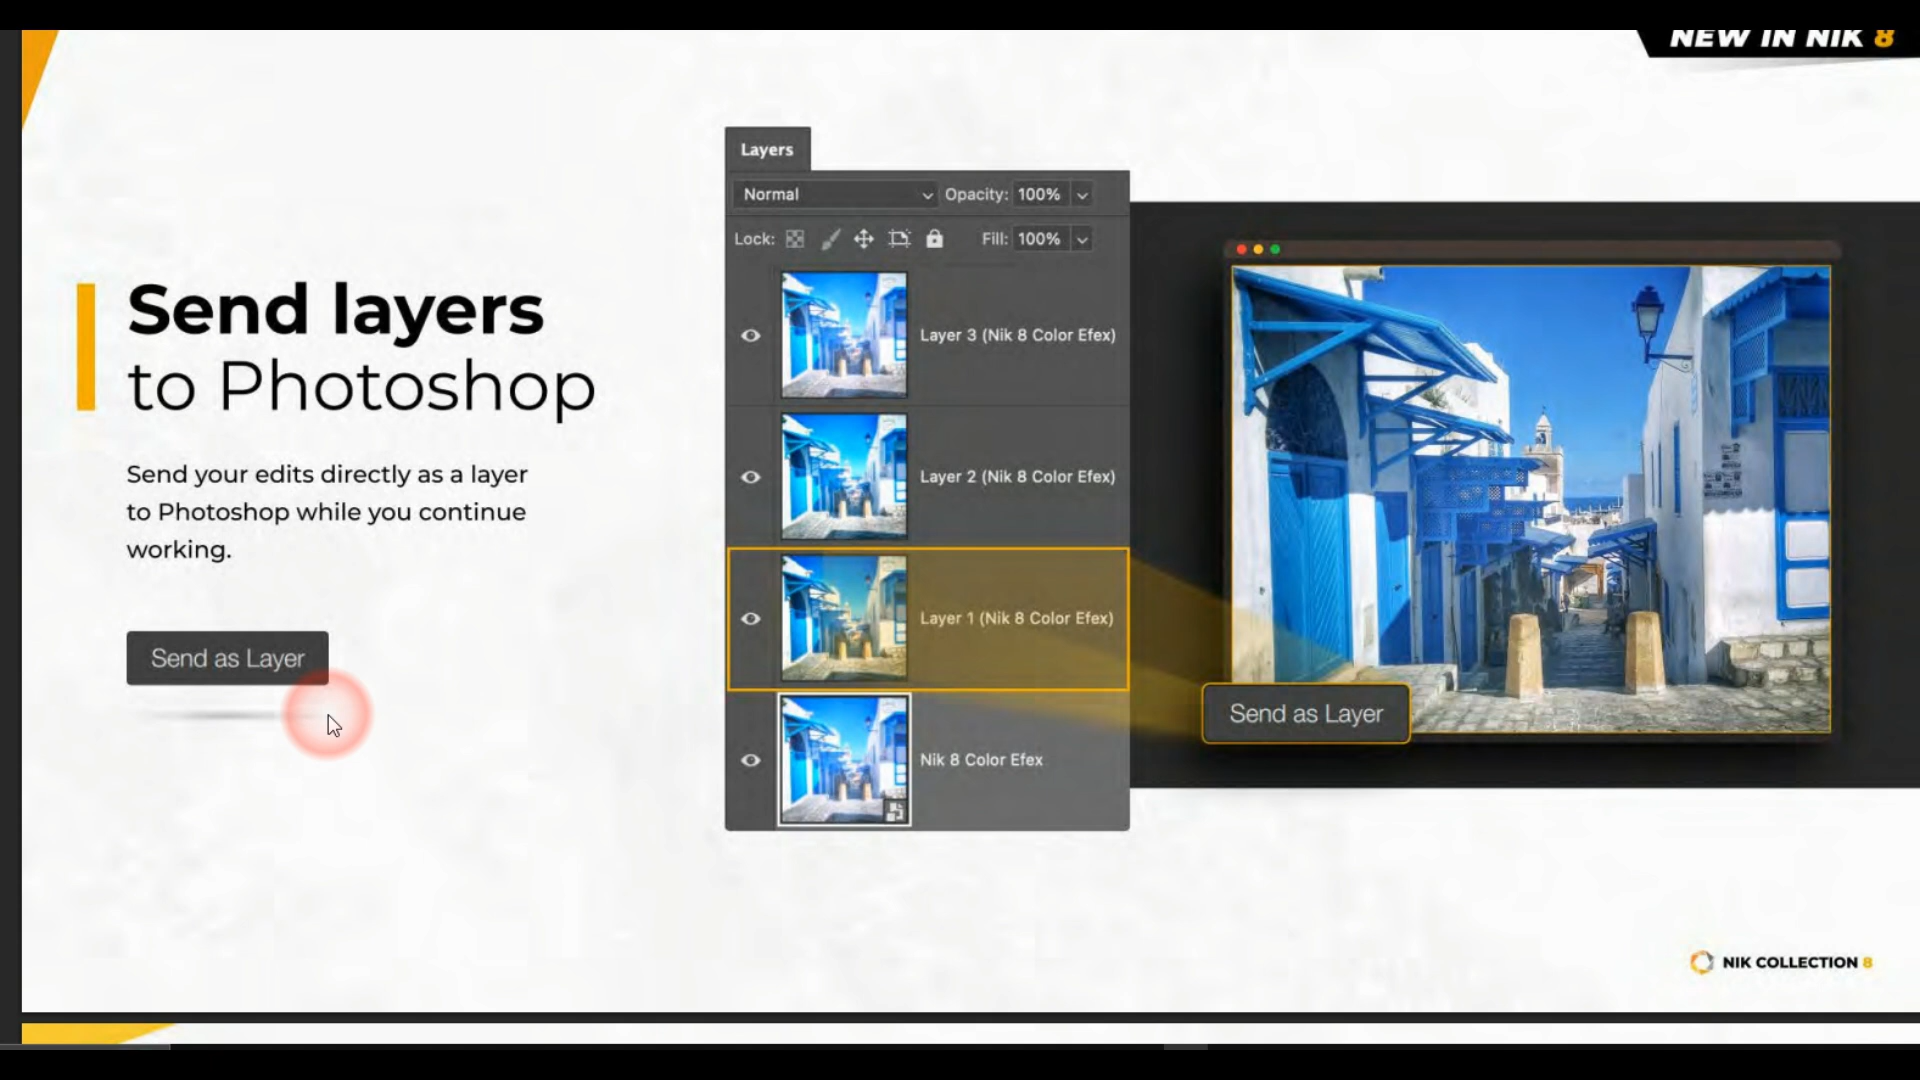 NEW IN NIK 8
Layers
Normal
Opacity: 100%
Lock:
Fill: 100%
Layer 3 (Nik 8 Color Efex)
Send layers
to Photoshop
Layer 2 (Nik 8 Color Efex)
Send your edits directly as a layer
to Photoshop while you continue
working.
Layer 1 (Nik 8 Color Efex)
Send as Layer
Send as Layer
Nik 8 Color Efex
NIK COLLECTION 8